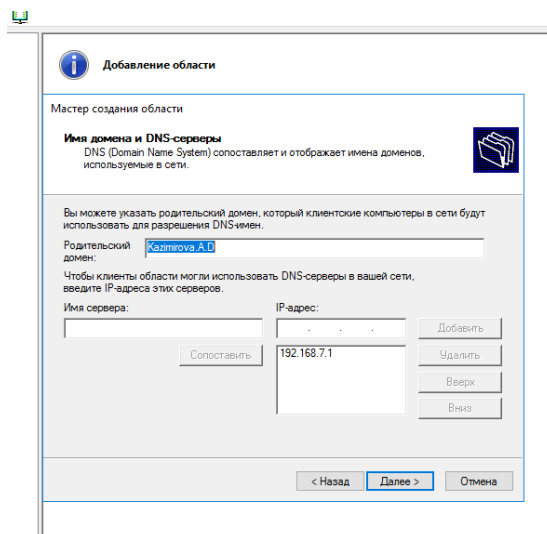 Добавление области
Мастер создания области
Имя домена и DNS-серверы
DNS (Domain Name System) сопоставляет и отображает имена доменов,
используемые в сети.
Вы можете указать родительский домен, который клиентские компьютеры в сети будут
использовать для разрешения DNS-имен.
Родительский домен:
Kazimirova.A.D
Чтобы клиенты области могли использовать DNS-серверы в вашей сети,
введите IP-адреса этих серверов.
Имя сервера:
IP-адрес:
Добавить
Сопоставить
192.168.7.1
Удалить
Вверх
Вниз
< Назад
Далее >
Отмена